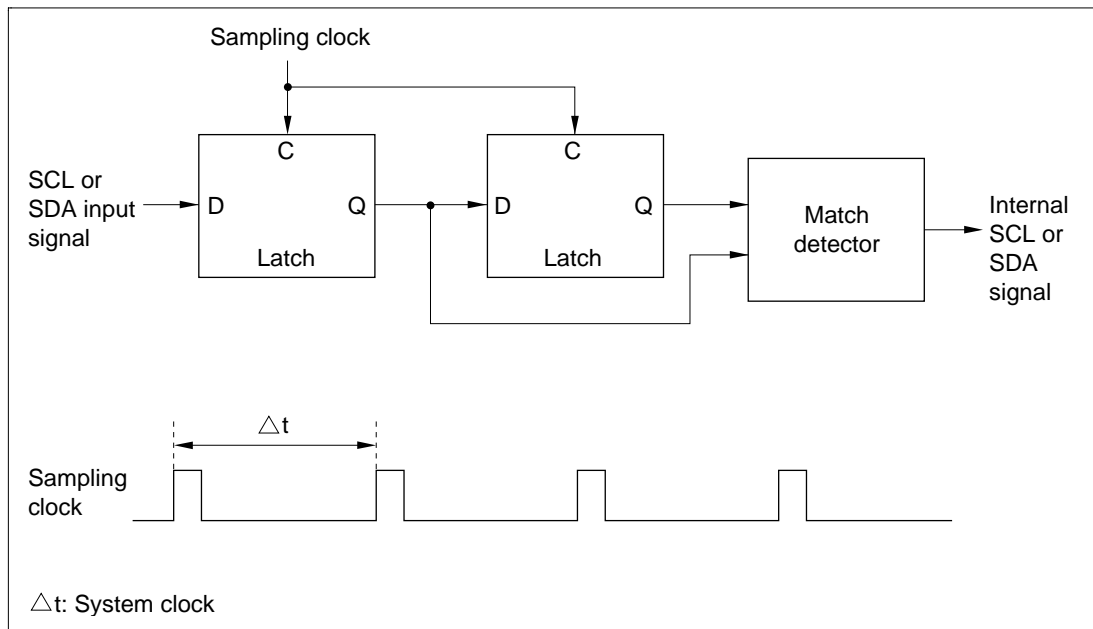 Sampling clock
C
C
SCL or
SDA input
signal
D
Q
D
Q
Latch
Latch
Match
detector
Internal
SCL or
SDA
signal
△t
Sampling
clock
△t: System clock